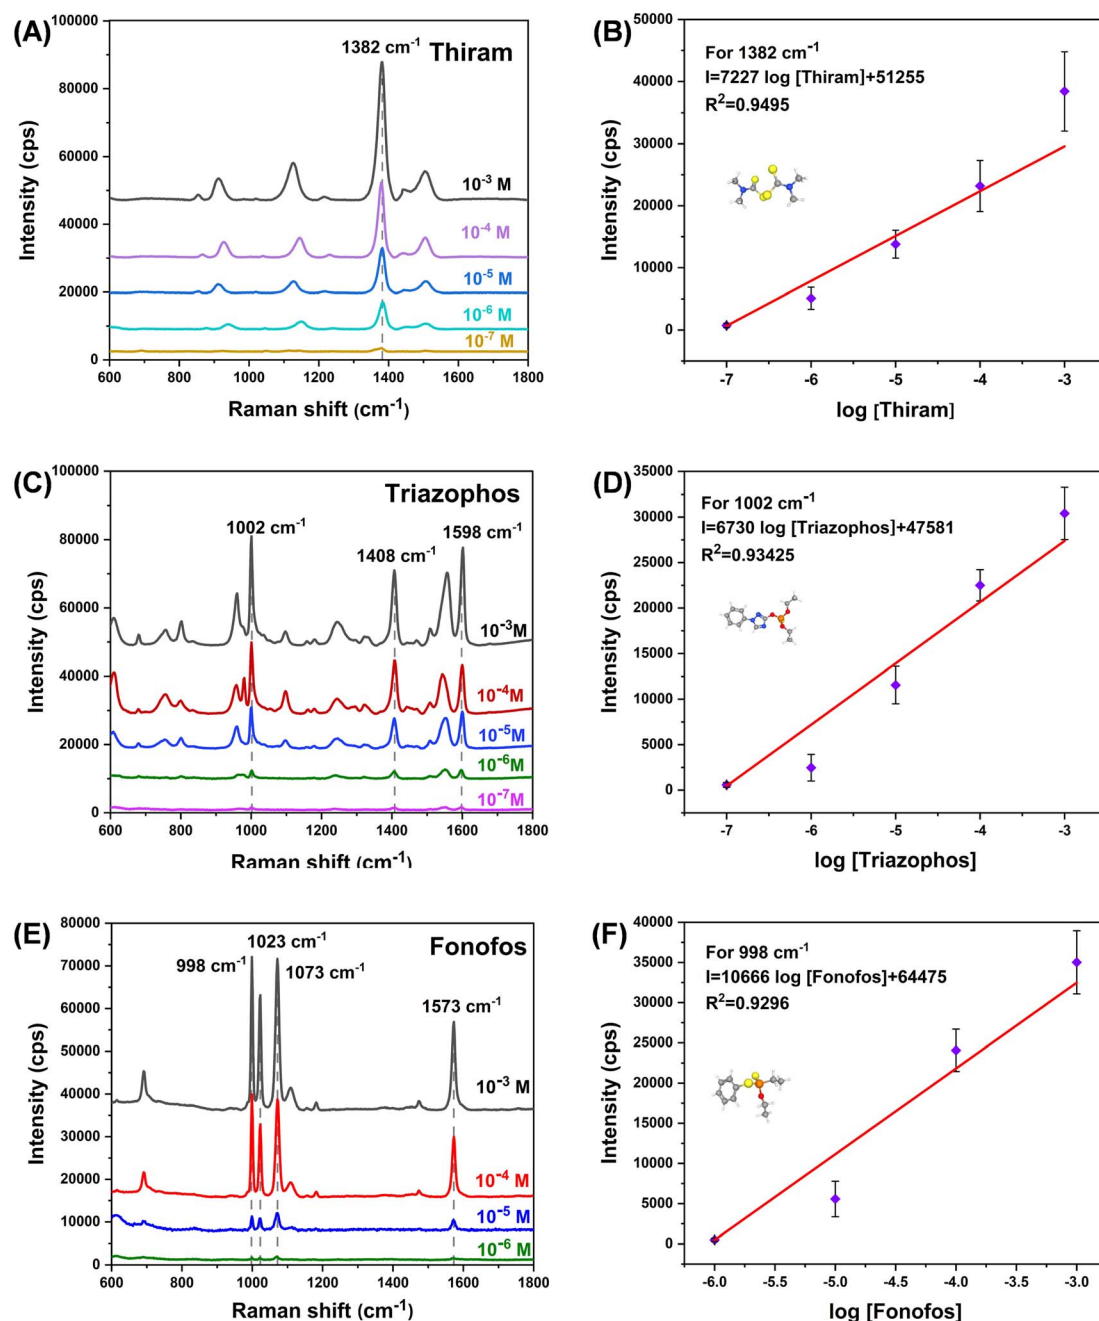 (A)
Thiram
1382 cm⁻¹
10⁻³ M
10⁻⁴ M
10⁻⁵ M
10⁻⁶ M
10⁻⁷ M
100000
80000
60000
40000
20000
0
600 800 1000 1200 1400 1600 1800
Intensity (cps)
Raman shift (cm⁻¹)
(B)
For 1382 cm⁻¹
I=7227 log [Thiram]+51255
R²=0.9495
50000
40000
30000
20000
10000
0
-7 -6 -5 -4 -3
Intensity (cps)
log [Thiram]
(C)
Triazophos
1002 cm⁻¹
1408 cm⁻¹
1598 cm⁻¹
10⁻³M
10⁻⁴M
10⁻⁵M
10⁻⁶M
10⁻⁷M
100000
80000
60000
40000
20000
0
600 800 1000 1200 1400 1600 1800
Intensity (cps)
Raman shift (cm⁻¹)
(D)
For 1002 cm⁻¹
I=6730 log [Triazophos]+47581
R²=0.93425
35000
30000
25000
20000
15000
10000
5000
0
-7 -6 -5 -4 -3
Intensity (cps)
log [Triazophos]
(E)
Fonofos
1023 cm⁻¹
998 cm⁻¹
1073 cm⁻¹
1573 cm⁻¹
10⁻³ M
10⁻⁴ M
10⁻⁵ M
10⁻⁶ M
80000
70000
60000
50000
40000
30000
20000
10000
0
600 800 1000 1200 1400 1600 1800
Intensity (cps)
Raman shift (cm⁻¹)
(F)
For 998 cm⁻¹
I=10666 log [Fonofos]+64475
R²=0.9296
40000
35000
30000
25000
20000
15000
10000
5000
0
-6.0 -5.5 -5.0 -4.5 -4.0 -3.5 -3.0
Intensity (cps)
log [Fonofos]